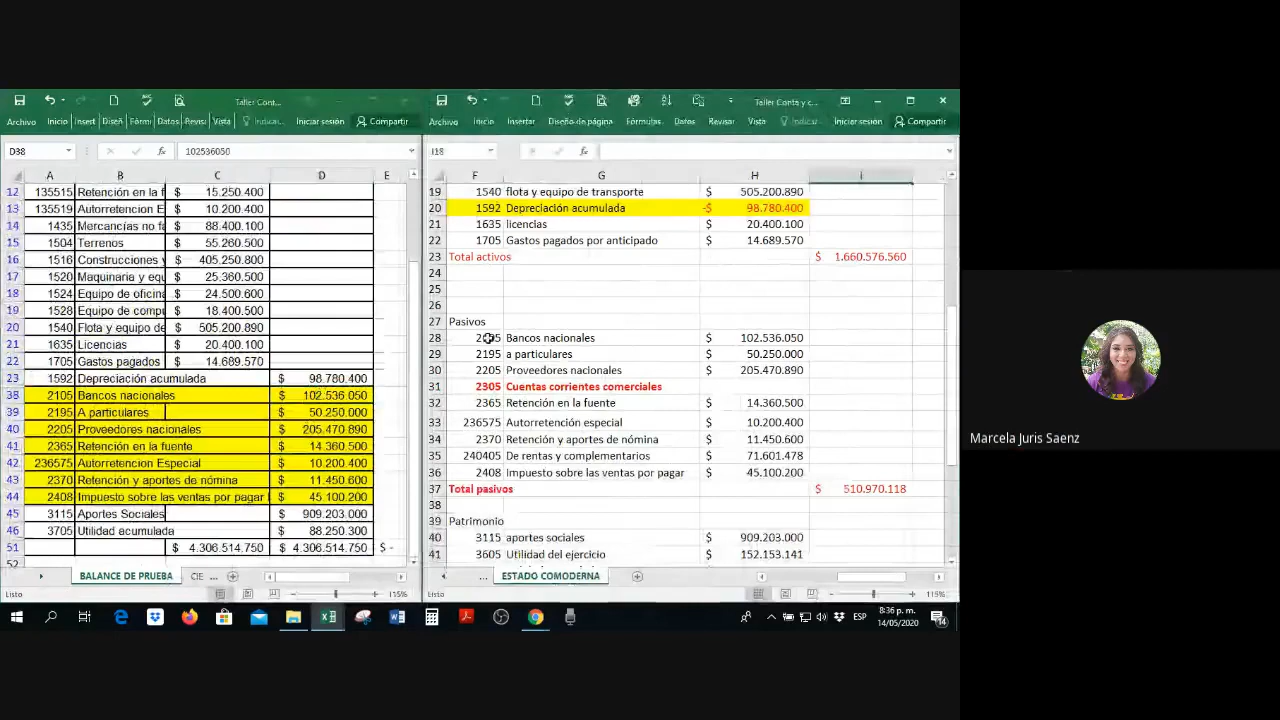 Taller Cont...
Archivo Inicio Insert Diseñ Fórmu Datos Revisa Vista Indicar... Iniciar sesión Compartir
D38 fx 102536050
A B C D E
12 135515 Retención en la f $ 15.250.400
13 135519 Autorretencion E $ 10.200.400
14 1435 Mercancías no fa $ 88.400.100
15 1504 Terrenos $ 55.260.500
16 1516 Construcciones y $ 405.250.800
17 1520 Maquinaria y equ $ 25.360.500
18 1524 Equipo de oficina $ 24.500.600
19 1528 Equipo de compu $ 18.400.500
20 1540 Flota y equipo de $ 505.200.890
21 1635 Licencias $ 20.400.100
22 1705 Gastos pagados $ 14.689.570
23 1592 Depreciación acumulada $ 98.780.400
38 2105 Bancos nacionales $ 102.536.050
39 2195 A particulares $ 50.250.000
40 2205 Proveedores nacionales $ 205.470.890
41 2365 Retención en la fuente $ 14.360.500
42 236575 Autorretencion Especial $ 10.200.400
43 2370 Retención y aportes de nómina $ 11.450.600
44 2408 Impuesto sobre las ventas por pagar $ 45.100.200
45 3115 Aportes Sociales $ 909.203.000
46 3705 Utilidad acumulada $ 88.250.300
51 $ 4.306.514.750 $ 4.306.514.750 $ -
52
BALANCE DE PRUEBA CIE ...
Listo 115%
Taller Conta y c...
Archivo Inicio Insertar Diseño de página Fórmulas Datos Revisar Vista Indicar... Iniciar sesión Compartir
I18 fx
F G H I
19 1540 flota y equipo de transporte $ 505.200.890
20 1592 Depreciación acumulada -$ 98.780.400
21 1635 licencias $ 20.400.100
22 1705 Gastos pagados por anticipado $ 14.689.570
23 Total activos $ 1.660.576.560
24
25
26
27 Pasivos
28 Bancos nacionales $ 102.536.050
29 2195 a particulares $ 50.250.000
30 2205 Proveedores nacionales $ 205.470.890
31 2305 Cuentas corrientes comerciales
32 2365 Retención en la fuente $ 14.360.500
33 236575 Autorretención especial $ 10.200.400
34 2370 Retención y aportes de nómina $ 11.450.600
35 240405 De rentas y complementarios $ 71.601.478
36 2408 Impuesto sobre las ventas por pagar $ 45.100.200
37 Total pasivos $ 510.970.118
38
39 Patrimonio
40 3115 aportes sociales $ 909.203.000
41 3605 Utilidad del ejercicio $ 152.153.141
... ESTADO COMODERNA
Listo 115%
ESP
8:36 p. m.
14/05/2020
14
Marcela Juris Saenz